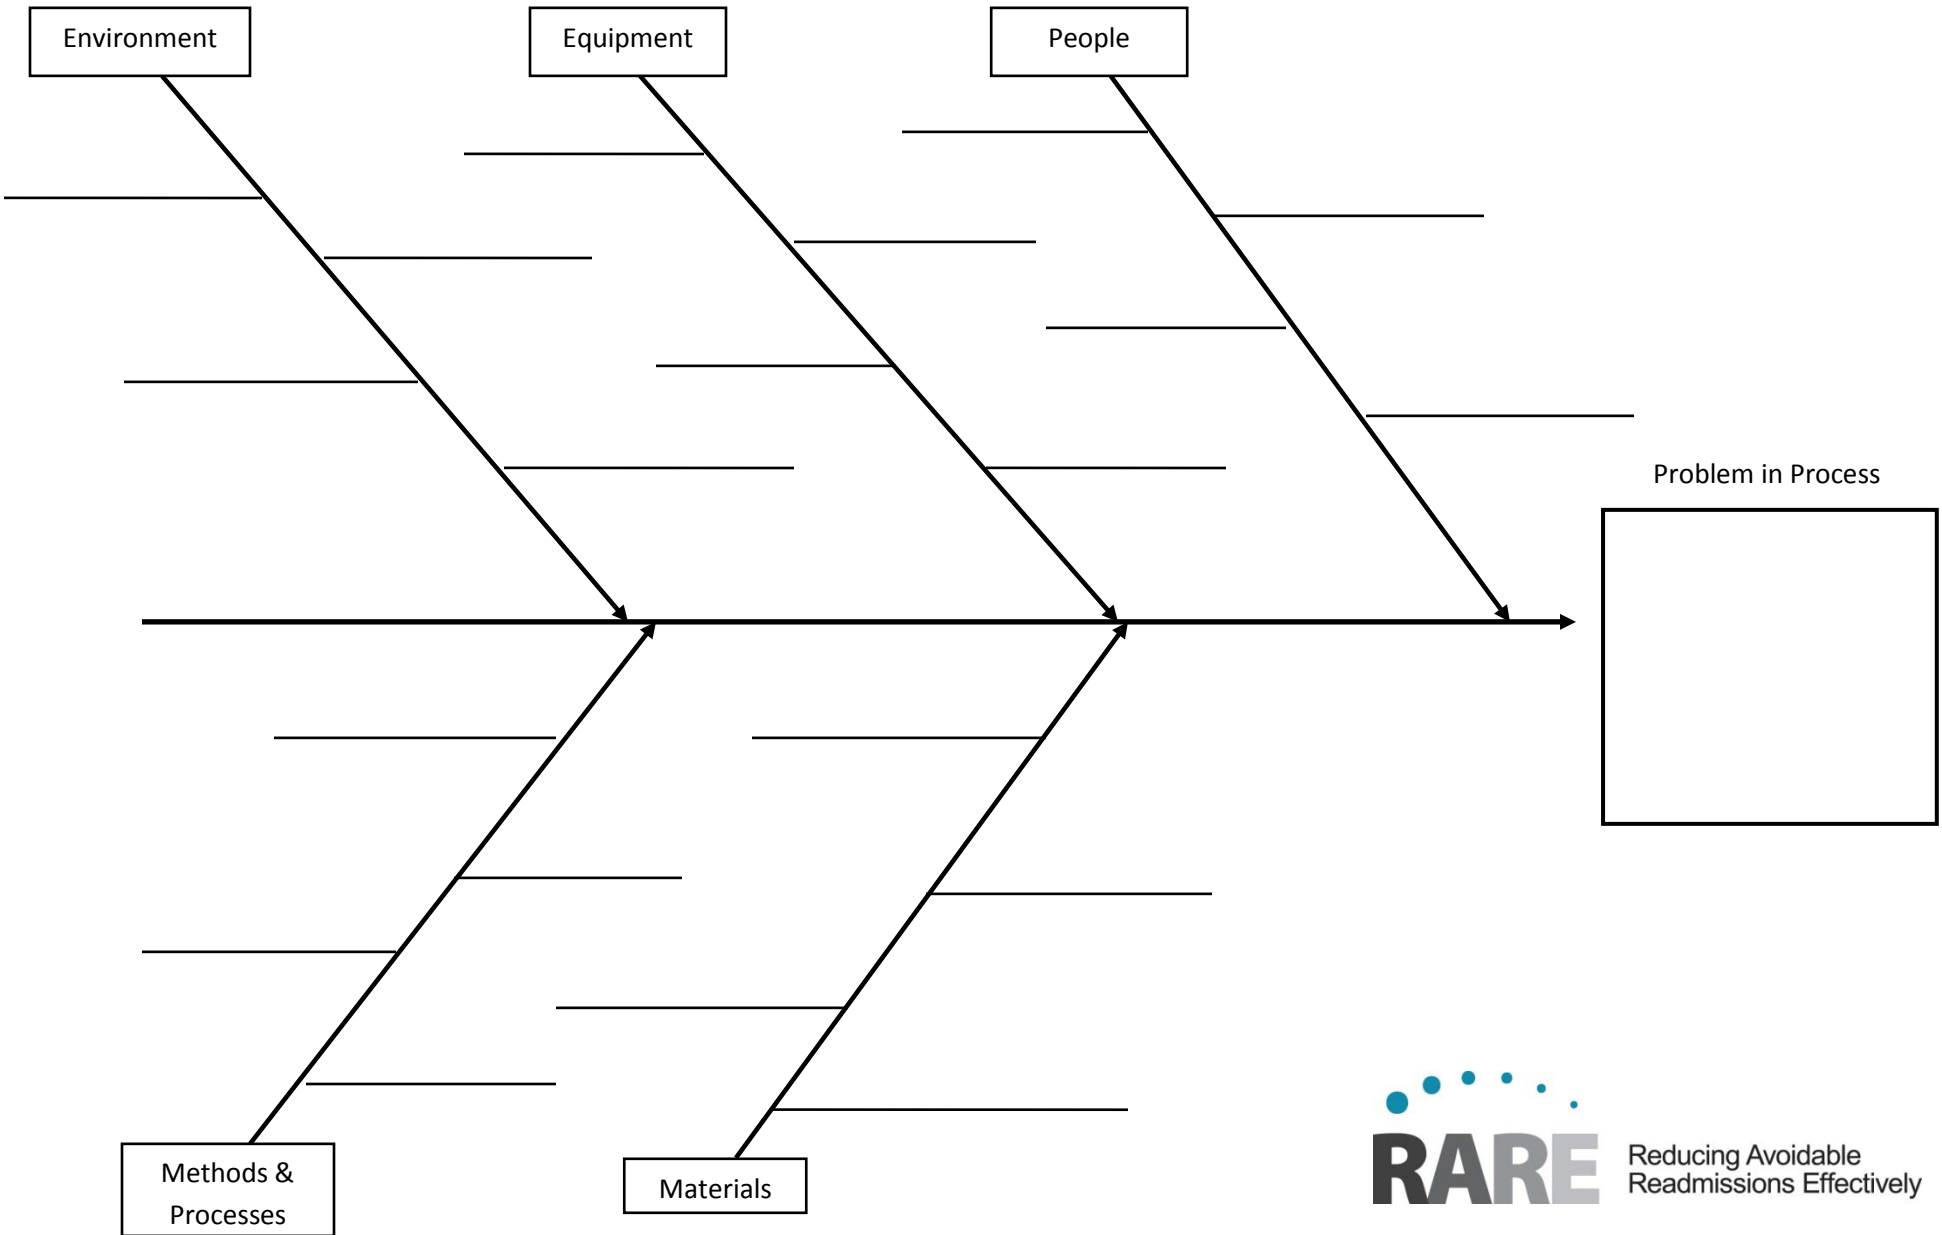 Environment
Equipment
People
Problem in Process
Methods &
Processes
Materials
RARE
Reducing Avoidable
Readmissions Effectively